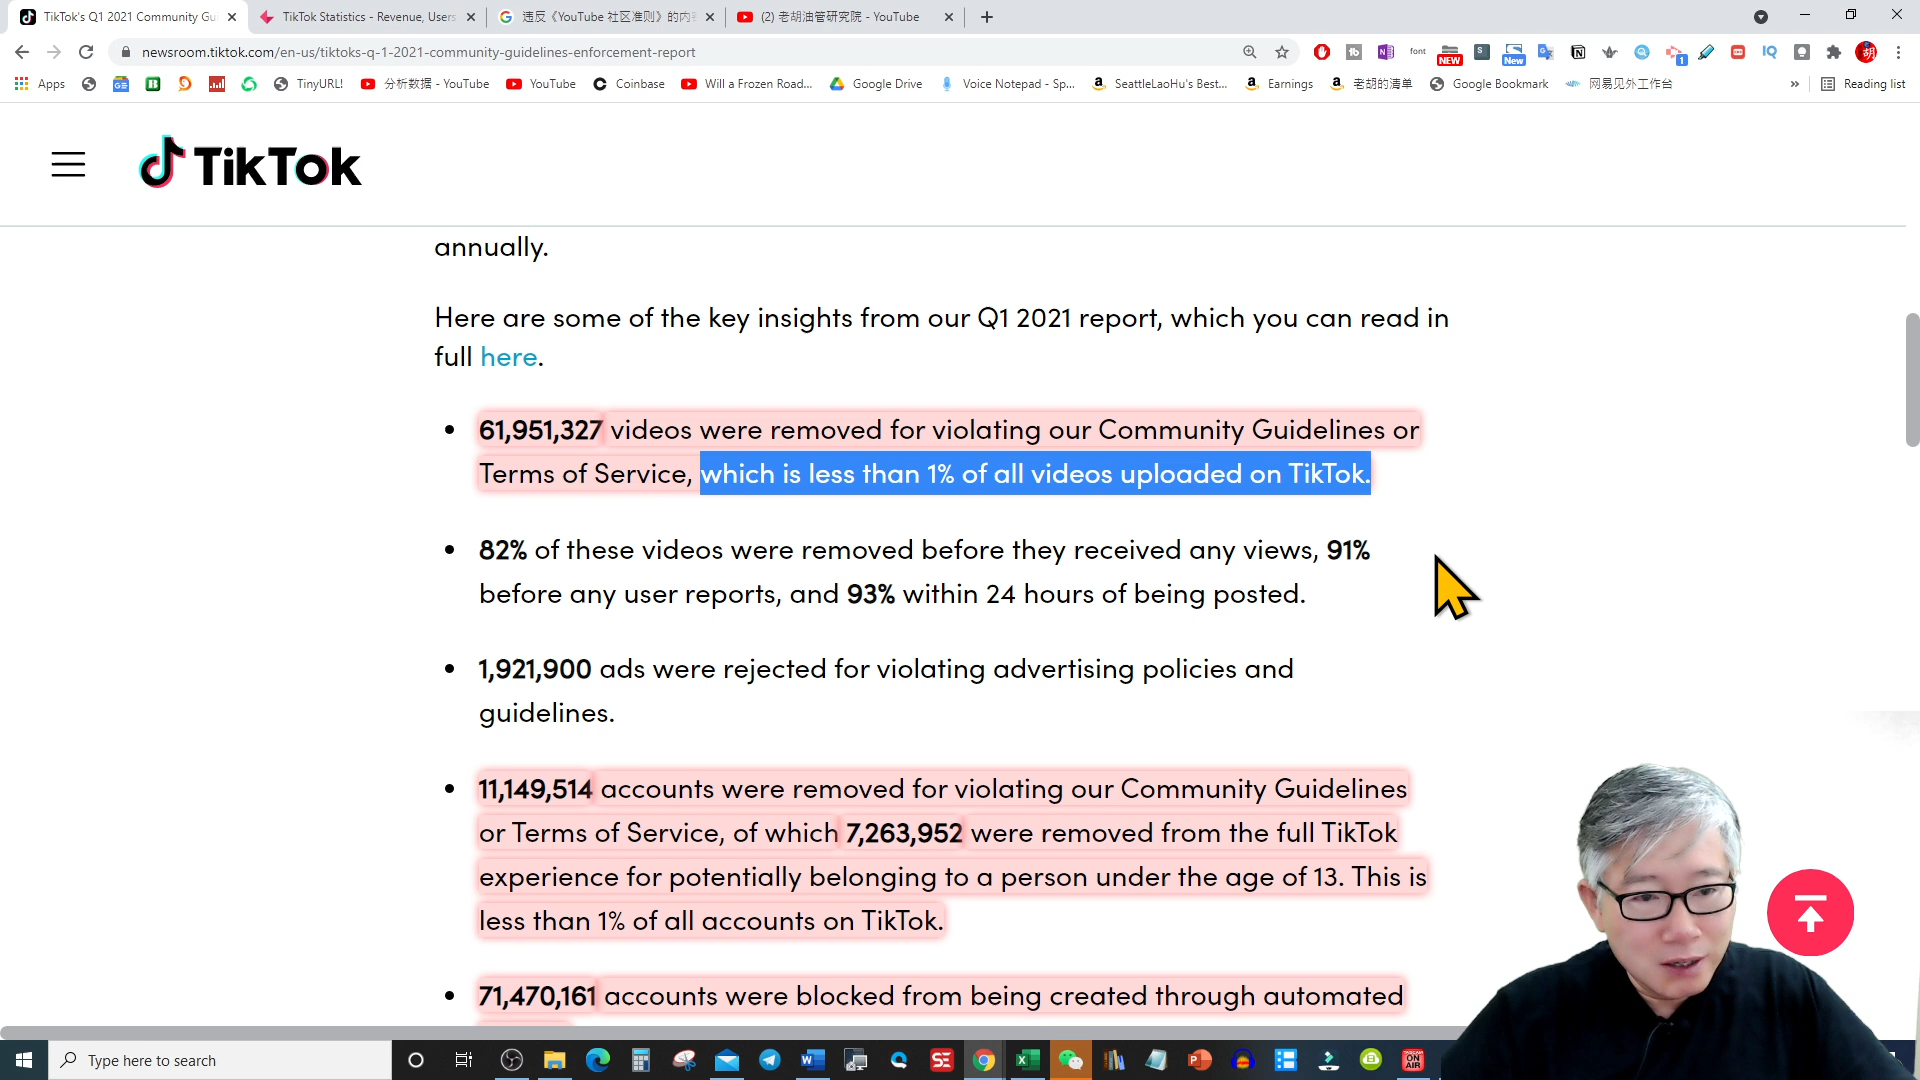 TikTok's Q1 2021 Community Gu
TikTok Statistics - Revenue, Users
违反《YouTube 社区准则》的内容
(2) 老胡油管研究院 - YouTube
newsroom.tiktok.com/en-us/tiktoks-q-1-2021-community-guidelines-enforcement-report
font
NEW
New
1
IQ
胡
Apps
TinyURL!
分析数据 - YouTube
YouTube
Coinbase
Will a Frozen Road...
Google Drive
Voice Notepad - Sp...
SeattleLaoHu's Best...
Earnings
老胡的清单
Google Bookmark
网易见外工作台
»
Reading list
TikTok
annually.
Here are some of the key insights from our Q1 2021 report, which you can read in
full here.
• 61,951,327 videos were removed for violating our Community Guidelines or
Terms of Service, which is less than 1% of all videos uploaded on TikTok.
• 82% of these videos were removed before they received any views, 91%
before any user reports, and 93% within 24 hours of being posted.
• 1,921,900 ads were rejected for violating advertising policies and
guidelines.
• 11,149,514 accounts were removed for violating our Community Guidelines
or Terms of Service, of which 7,263,952 were removed from the full TikTok
experience for potentially belonging to a person under the age of 13. This is
less than 1% of all accounts on TikTok.
• 71,470,161 accounts were blocked from being created through automated
Type here to search
SE
ON AIR